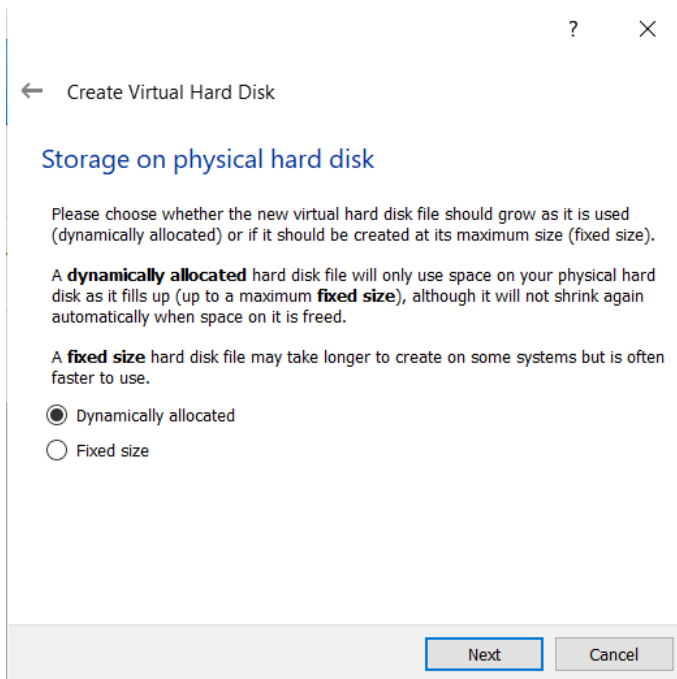 ?
Create Virtual Hard Disk
Storage on physical hard disk
Please choose whether the new virtual hard disk file should grow as it is used
(dynamically allocated) or if it should be created at its maximum size (fixed size).
A dynamically allocated hard disk file will only use space on your physical hard
disk as it fills up (up to a maximum fixed size), although it will not shrink again
automatically when space on it is freed.
A fixed size hard disk file may take longer to create on some systems but is often
faster to use.
Dynamically allocated
Fixed size
Next Cancel